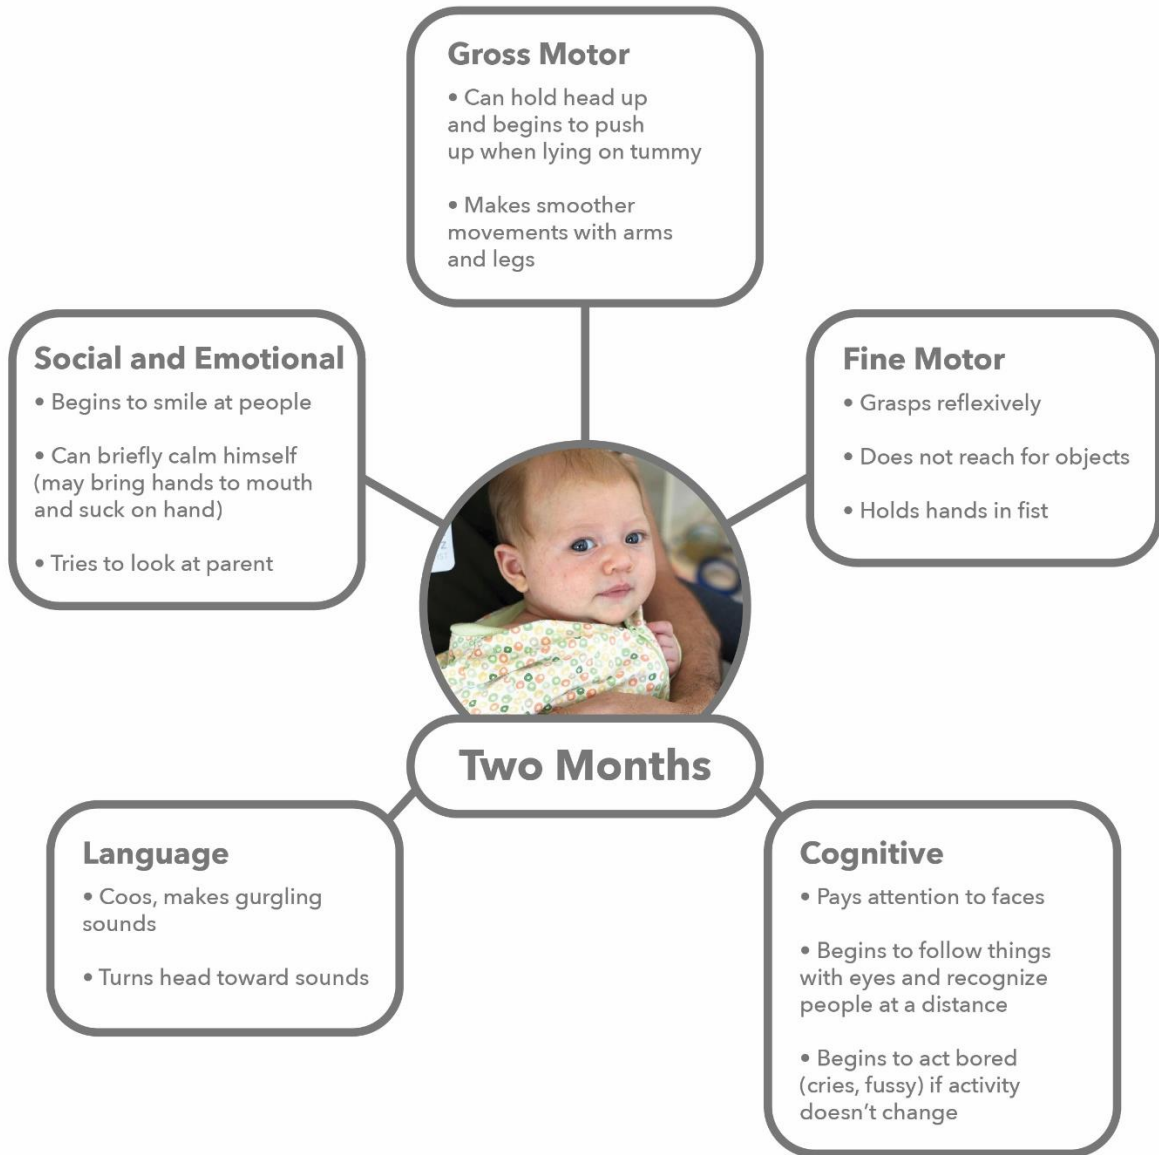 Gross Motor
• Can hold head up
and begins to push
up when lying on tummy
• Makes smoother
movements with arms
and legs
Social and Emotional
• Begins to smile at people
• Can briefly calm himself
(may bring hands to mouth
and suck on hand)
• Tries to look at parent
Fine Motor
• Grasps reflexively
• Does not reach for objects
• Holds hands in fist
Two Months
Language
• Coos, makes gurgling
sounds
• Turns head toward sounds
Cognitive
• Pays attention to faces
• Begins to follow things
with eyes and recognize
people at a distance
• Begins to act bored
(cries, fussy) if activity
doesn't change